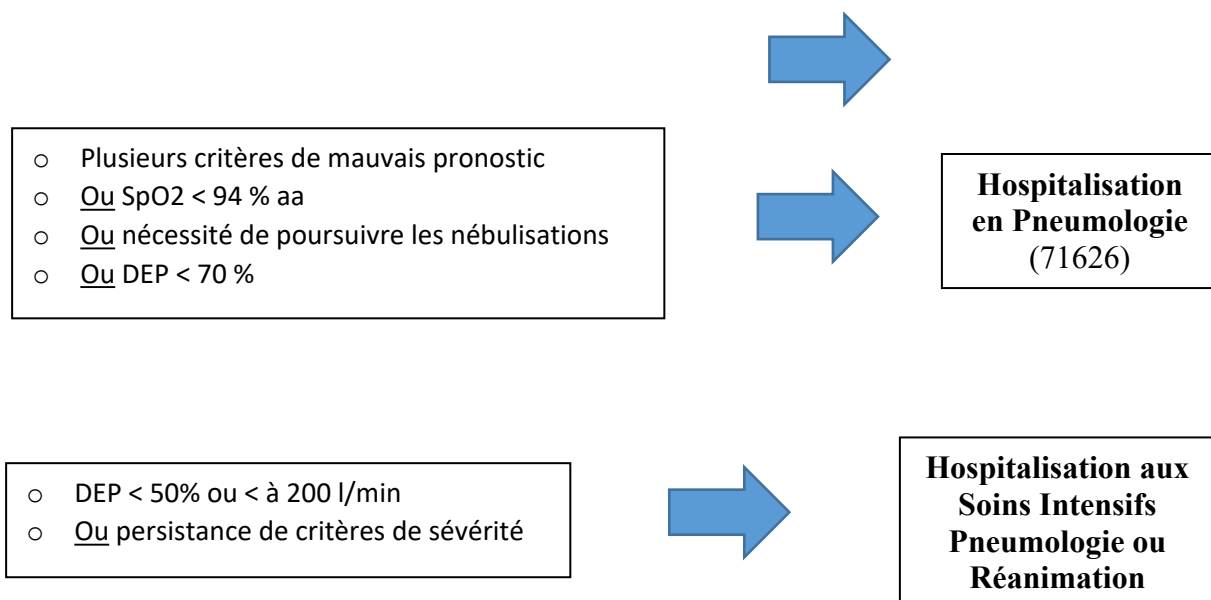 o Plusieurs critères de mauvais pronostic
o Ou SpO2 < 94 % aa
o Ou nécessité de poursuivre les nébulisations
o Ou DEP < 70 %
Hospitalisation
en Pneumologie
(71626)
o DEP < 50% ou < à 200 l/min
o Ou persistance de critères de sévérité
Hospitalisation aux
Soins Intensifs
Pneumologie ou
Réanimation